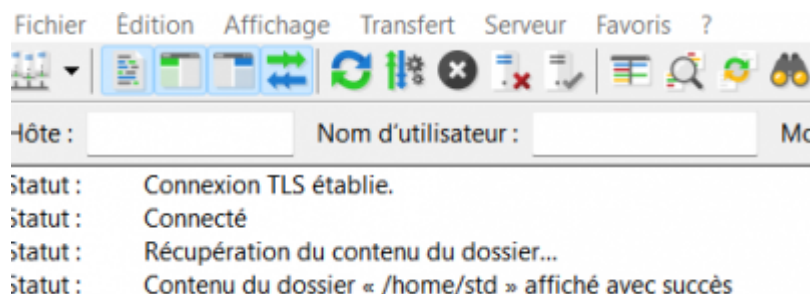 Fichier Édition Affichage Transfert Serveur Favoris ?
Hôte : Nom d'utilisateur :
Statut : Connexion TLS établie.
Statut : Connecté
Statut : Récupération du contenu du dossier...
Statut : Contenu du dossier « /home/std » affiché avec succès